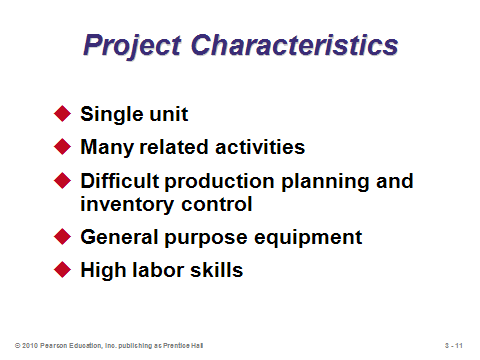 Project Characteristics
Single unit
Many related activities
Difficult production planning and
inventory control
General purpose equipment
High labor skills
© 2010 Pearson Education, Inc. publishing as Prentice Hall
3 - 11